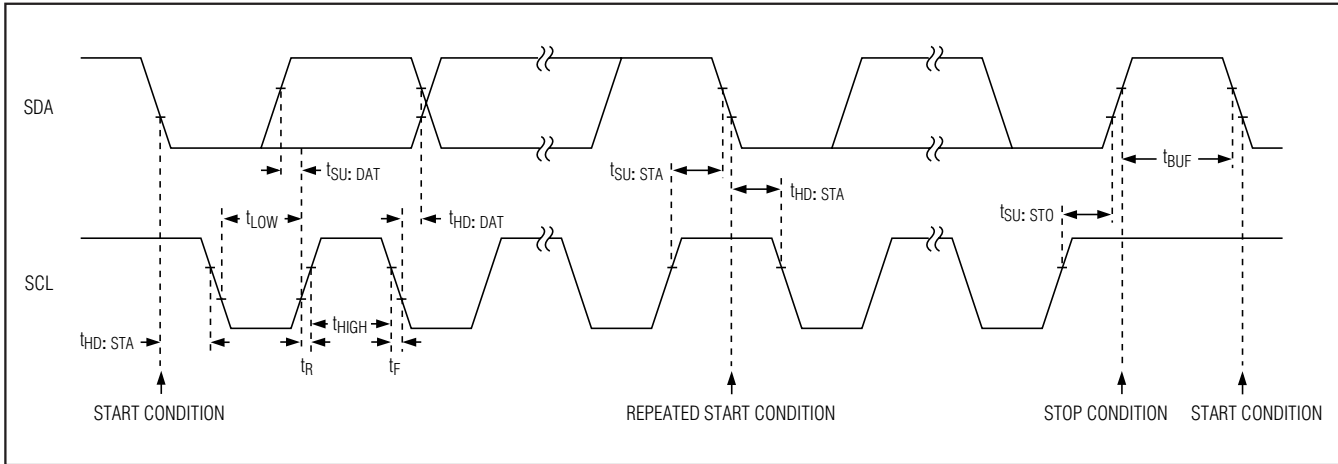 SDA
tSU: DAT
tSU: STA
tBUF
tLOW
tHD: DAT
tHD: STA
tSU: STO
SCL
tHIGH
tHD: STA
tR
tF
START CONDITION
REPEATED START CONDITION
STOP CONDITION
START CONDITION